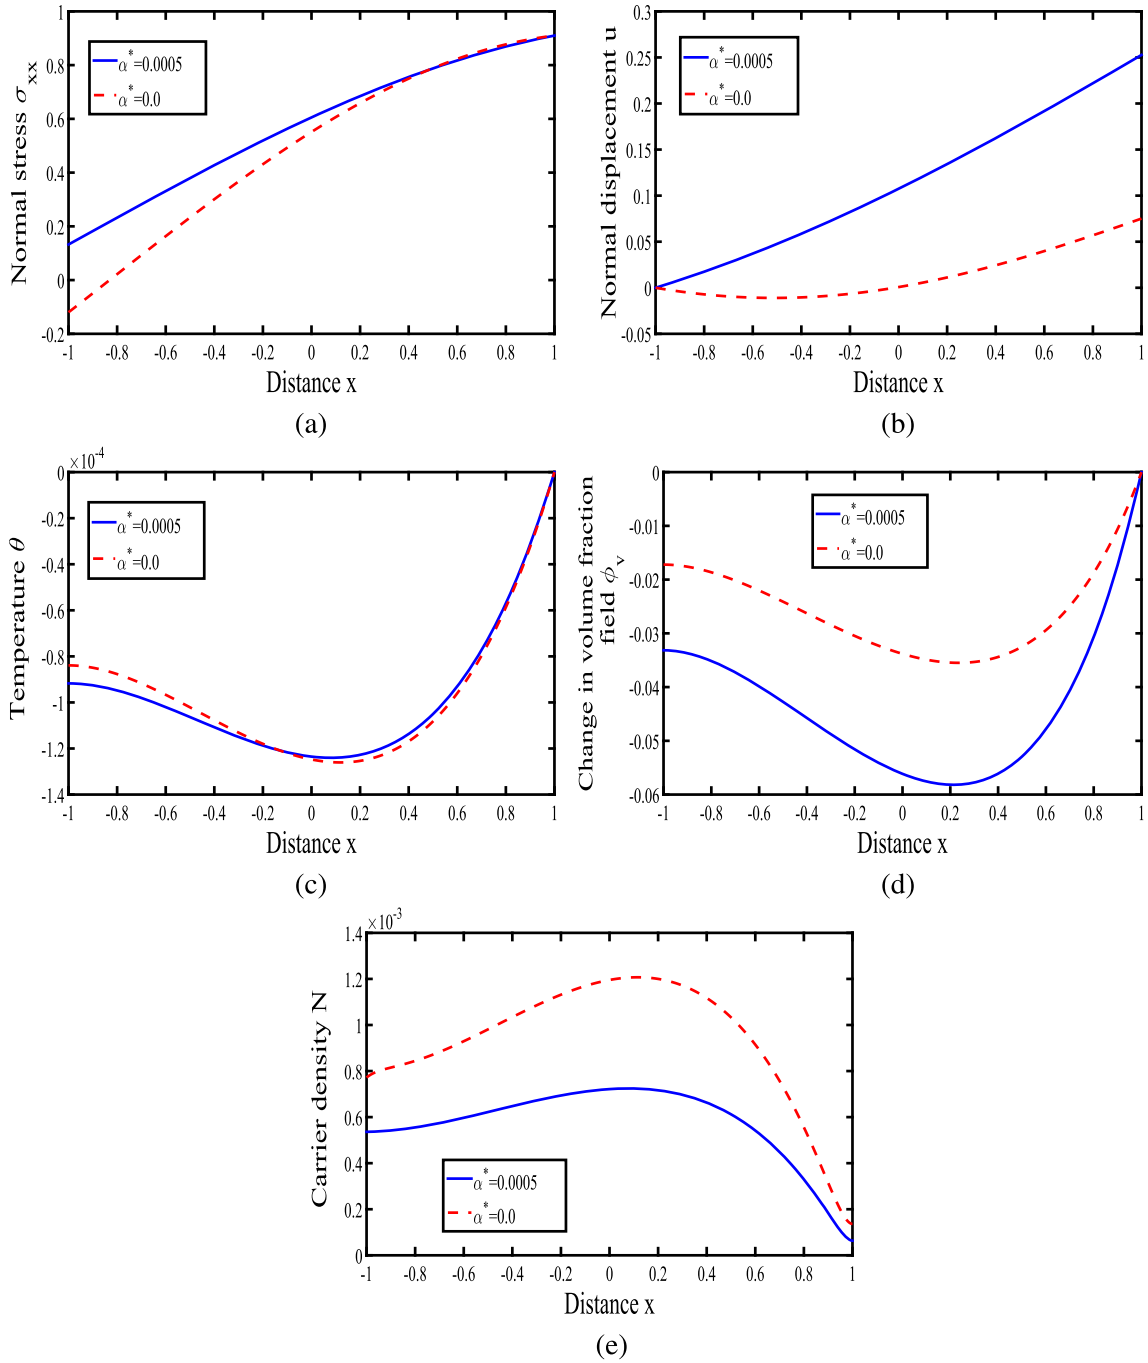 1
0.8
0.6
0.4
0.2
0
-0.2
Normal stress σxx
α*=0.0005
α*=0.0
-1 -0.8 -0.6 -0.4 -0.2 0 0.2 0.4 0.6 0.8 1
Distance x
(a)
0.3
0.25
0.2
0.15
0.1
0.05
0
-0.05
Normal displacement u
α*=0.0005
α*=0.0
-1 -0.8 -0.6 -0.4 -0.2 0 0.2 0.4 0.6 0.8 1
Distance x
(b)
×10-4
0
-0.2
-0.4
-0.6
-0.8
-1
-1.2
-1.4
Temperature θ
α*=0.0005
α*=0.0
-1 -0.8 -0.6 -0.4 -0.2 0 0.2 0.4 0.6 0.8 1
Distance x
(c)
0
-0.01
-0.02
-0.03
-0.04
-0.05
-0.06
Change in volume fraction
field ϕv
α*=0.0005
α*=0.0
-1 -0.8 -0.6 -0.4 -0.2 0 0.2 0.4 0.6 0.8 1
Distance x
(d)
×10-3
1.4
1.2
1
0.8
0.6
0.4
0.2
0
Carrier density N
α*=0.0005
α*=0.0
-1 -0.8 -0.6 -0.4 -0.2 0 0.2 0.4 0.6 0.8 1
Distance x
(e)